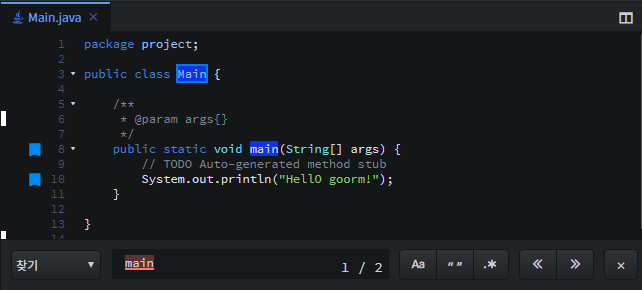 Main.java ×
1 package project;
2
3 public class Main {
4
5 /**
6 * @param args{}
7 */
8 public static void main(String[] args) {
9 // TODO Auto-generated method stub
10 System.out.println("HellO goorm!");
11 }
12
13 }
14
찾기 ▼ main 1 / 2 Aa “” .* « » ×